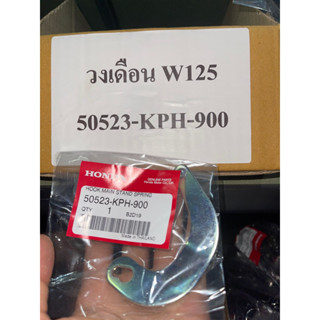 วงเดือน W125
50523-KPH-900
HONDA
HOOK,MAIN STAND SPRING
50523-KPH-900
QTY 1 B2D19
Made in THAILAND